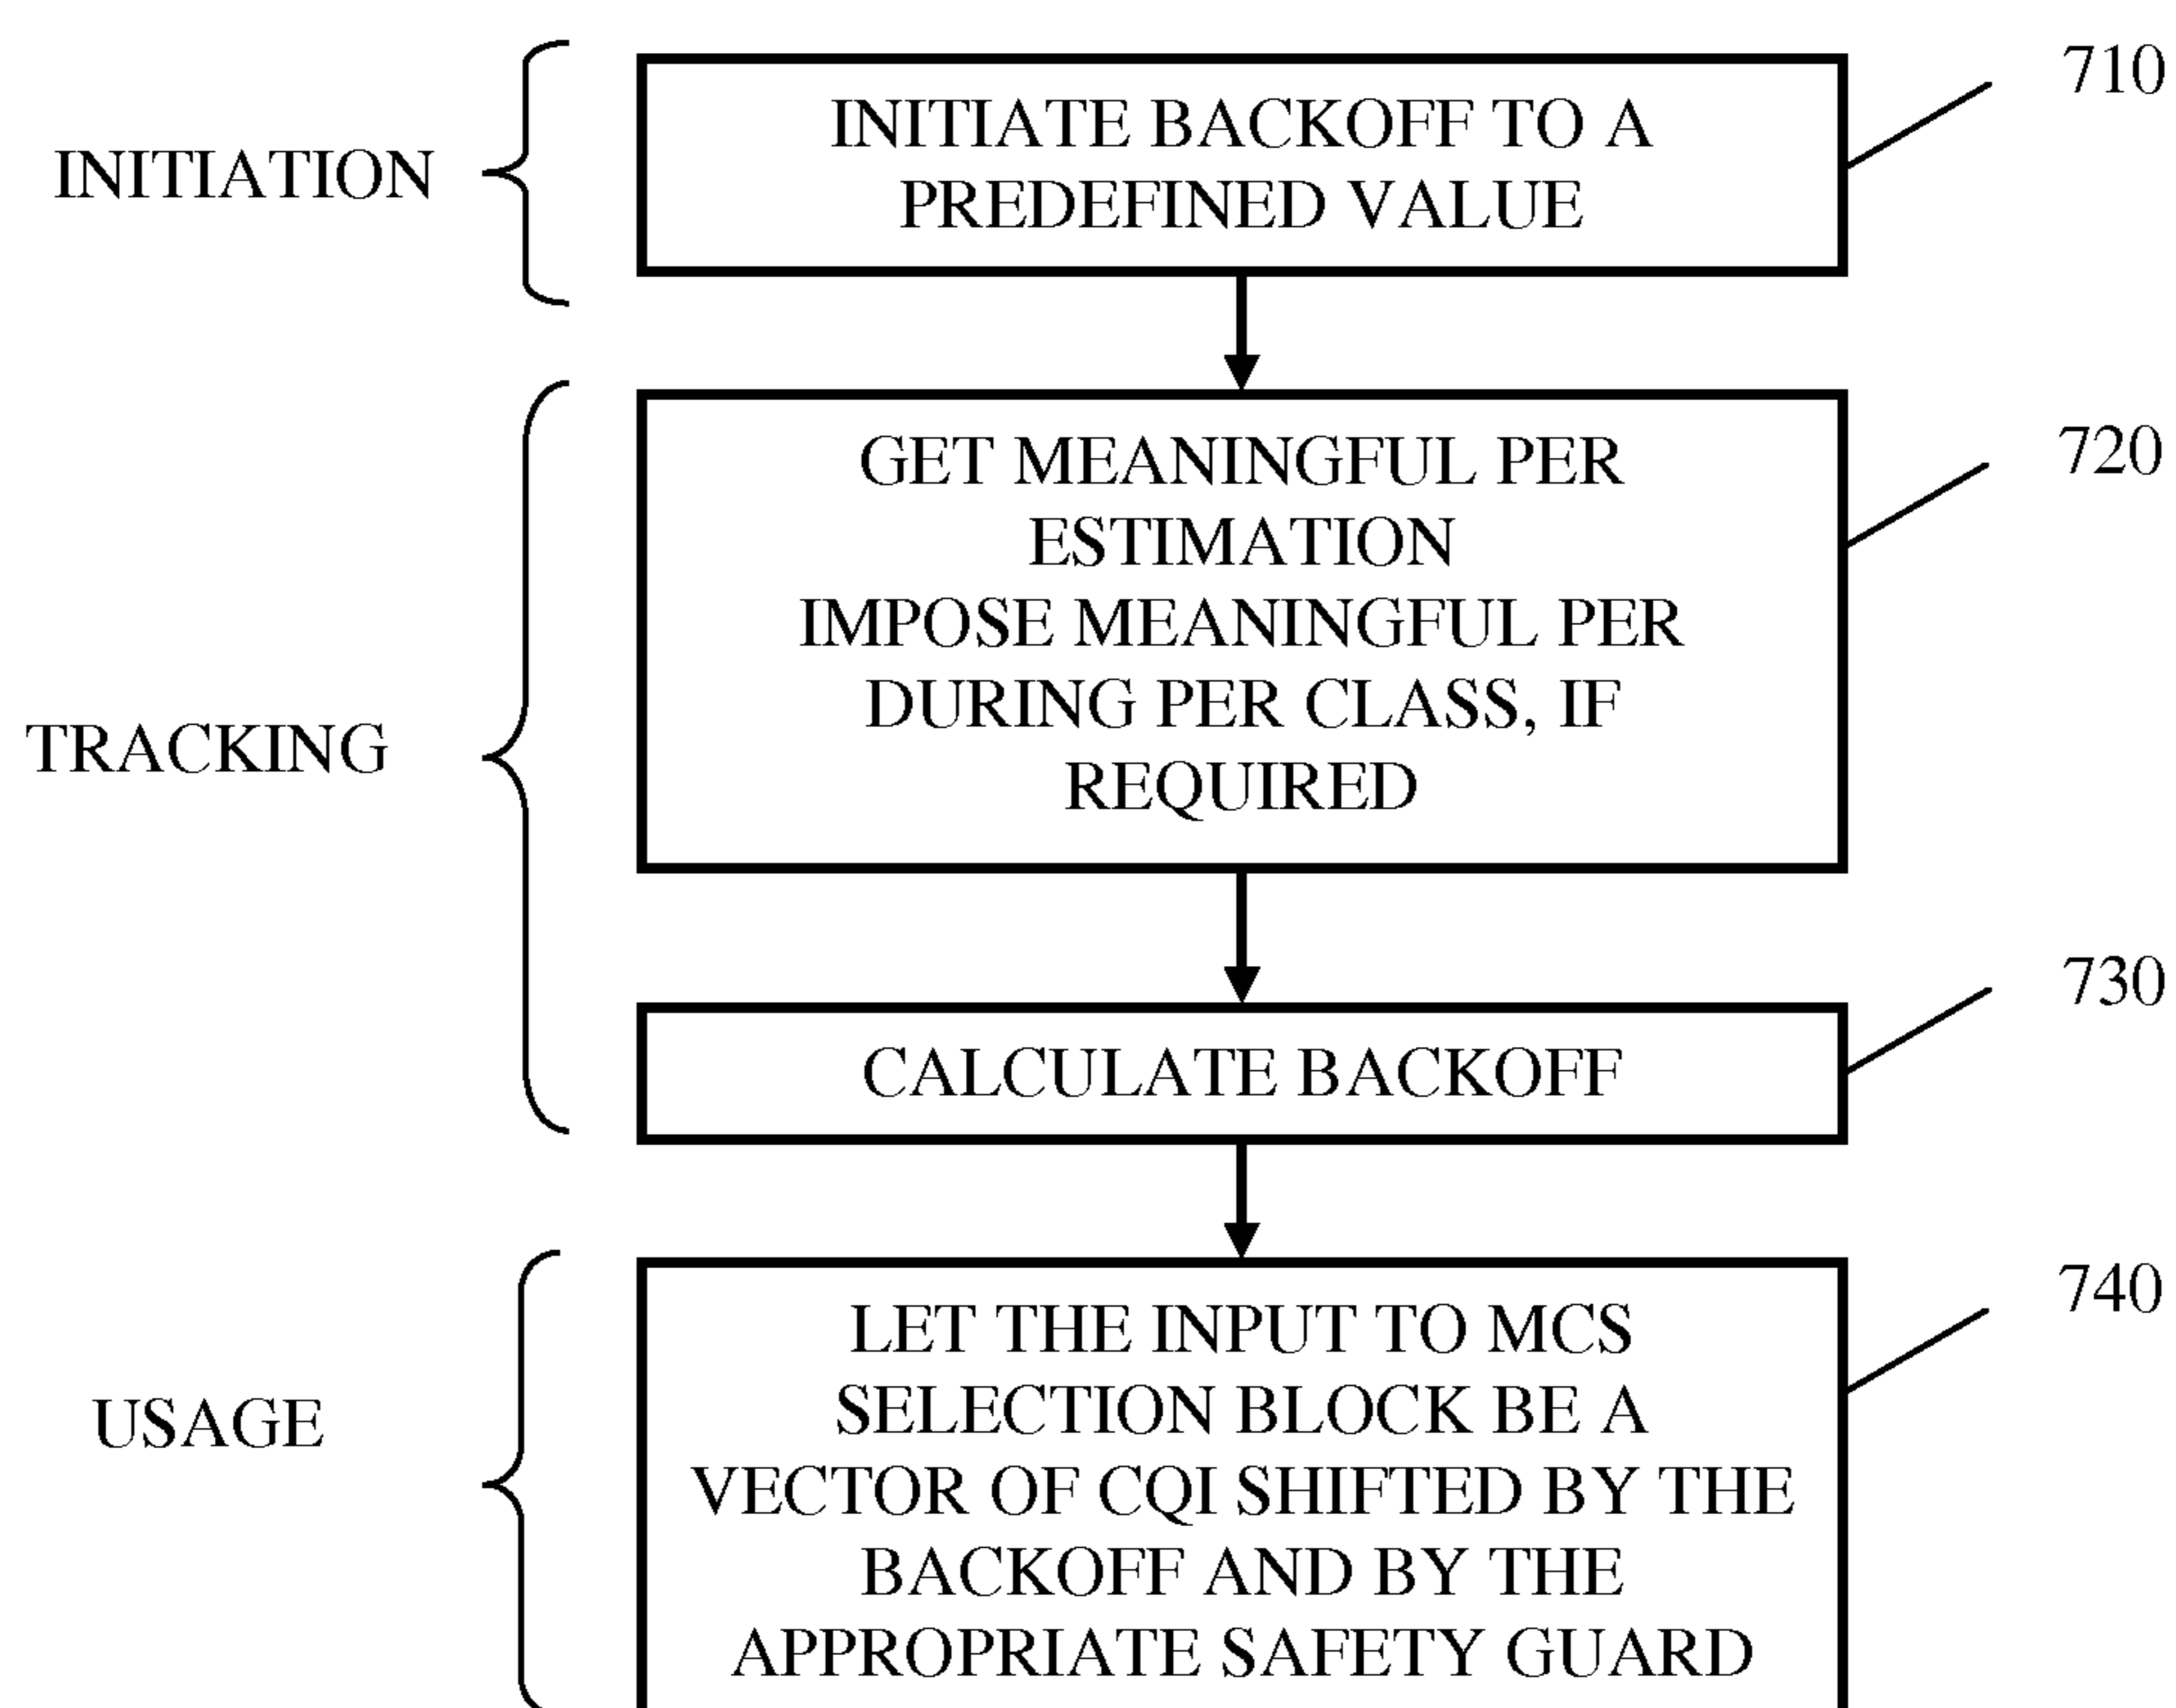 INITIATION
INITIATE BACKOFF TO A
PREDEFINED VALUE
710
TRACKING
GET MEANINGFUL PER
ESTIMATION
IMPOSE MEANINGFUL PER
DURING PER CLASS, IF
REQUIRED
720
CALCULATE BACKOFF
730
USAGE
LET THE INPUT TO MCS
SELECTION BLOCK BE A
VECTOR OF CQI SHIFTED BY THE
BACKOFF AND BY THE
APPROPRIATE SAFETY GUARD
740